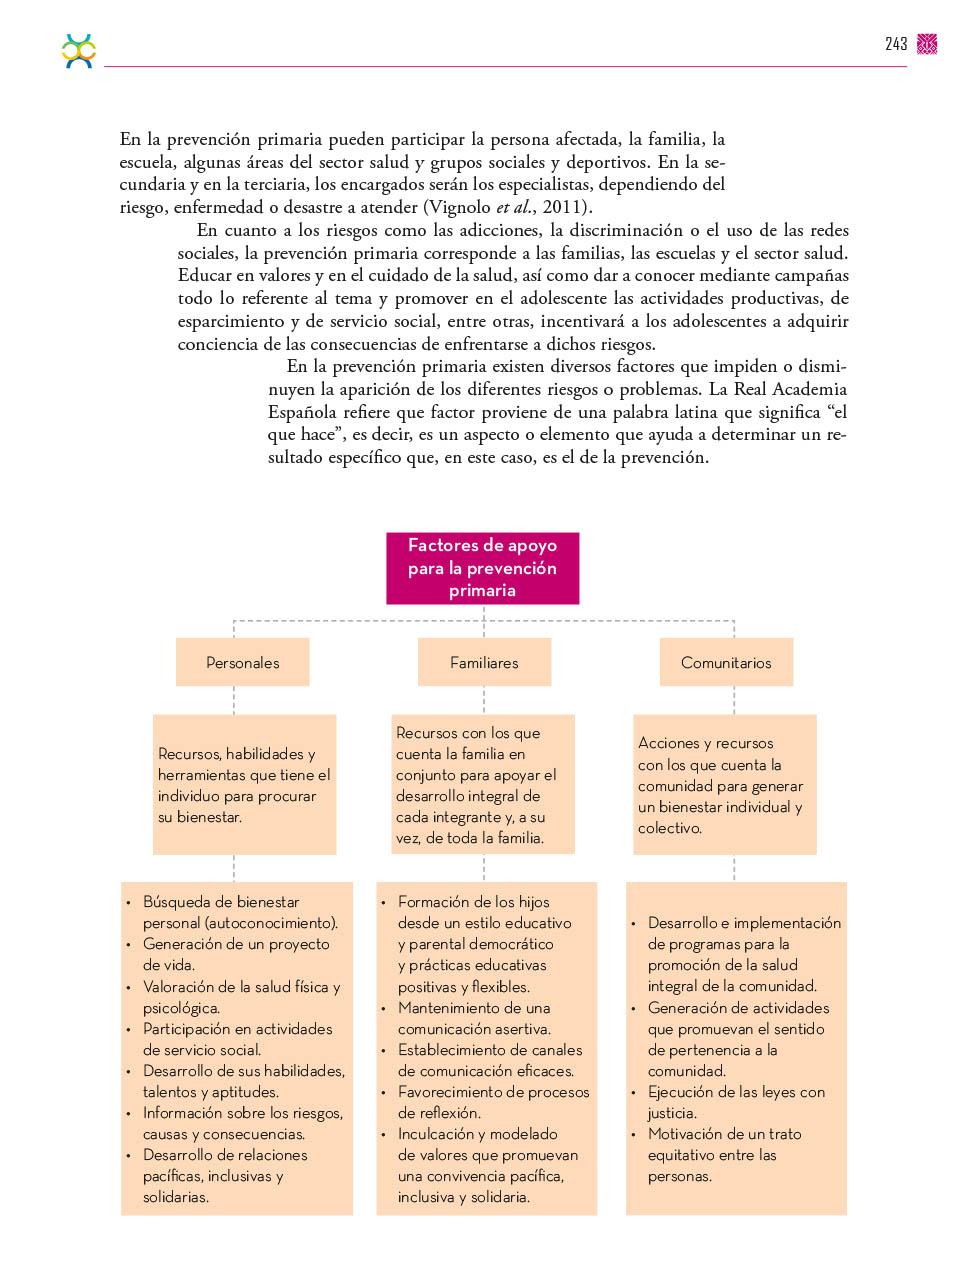 243
En la prevención primaria pueden participar la persona afectada, la familia, la
escuela, algunas áreas del sector salud y grupos sociales y deportivos. En la se-
cundaria y en la terciaria, los encargados serán los especialistas, dependiendo del
riesgo, enfermedad o desastre a atender (Vignolo et al., 2011).
En cuanto a los riesgos como las adicciones, la discriminación o el uso de las redes
sociales, la prevención primaria corresponde a las familias, las escuelas y el sector salud.
Educar en valores y en el cuidado de la salud, así como dar a conocer mediante campañas
todo lo referente al tema y promover en el adolescente las actividades productivas, de
esparcimiento y de servicio social, entre otras, incentivará a los adolescentes a adquirir
conciencia de las consecuencias de enfrentarse a dichos riesgos.
En la prevención primaria existen diversos factores que impiden o dismi-
nuyen la aparición de los diferentes riesgos o problemas. La Real Academia
Española refiere que factor proviene de una palabra latina que significa “el
que hace”, es decir, es un aspecto o elemento que ayuda a determinar un re-
sultado específico que, en este caso, es el de la prevención.
Factores de apoyo
para la prevención
primaria
Personales
Recursos, habilidades y
herramientas que tiene el
individuo para procurar
su bienestar.
• Búsqueda de bienestar
personal (autoconocimiento).
• Generación de un proyecto
de vida.
• Valoración de la salud física y
psicológica.
• Participación en actividades
de servicio social.
• Desarrollo de sus habilidades,
talentos y aptitudes.
• Información sobre los riesgos,
causas y consecuencias.
• Desarrollo de relaciones
pacíficas, inclusivas y
solidarias.
Familiares
Recursos con los que
cuenta la familia en
conjunto para apoyar el
desarrollo integral de
cada integrante y, a su
vez, de toda la familia.
• Formación de los hijos
desde un estilo educativo
y parental democrático
y prácticas educativas
positivas y flexibles.
• Mantenimiento de una
comunicación asertiva.
• Establecimiento de canales
de comunicación eficaces.
• Favorecimiento de procesos
de reflexión.
• Inculcación y modelado
de valores que promuevan
una convivencia pacífica,
inclusiva y solidaria.
Comunitarios
Acciones y recursos
con los que cuenta la
comunidad para generar
un bienestar individual y
colectivo.
• Desarrollo e implementación
de programas para la
promoción de la salud
integral de la comunidad.
• Generación de actividades
que promuevan el sentido
de pertenencia a la
comunidad.
• Ejecución de las leyes con
justicia.
• Motivación de un trato
equitativo entre las
personas.